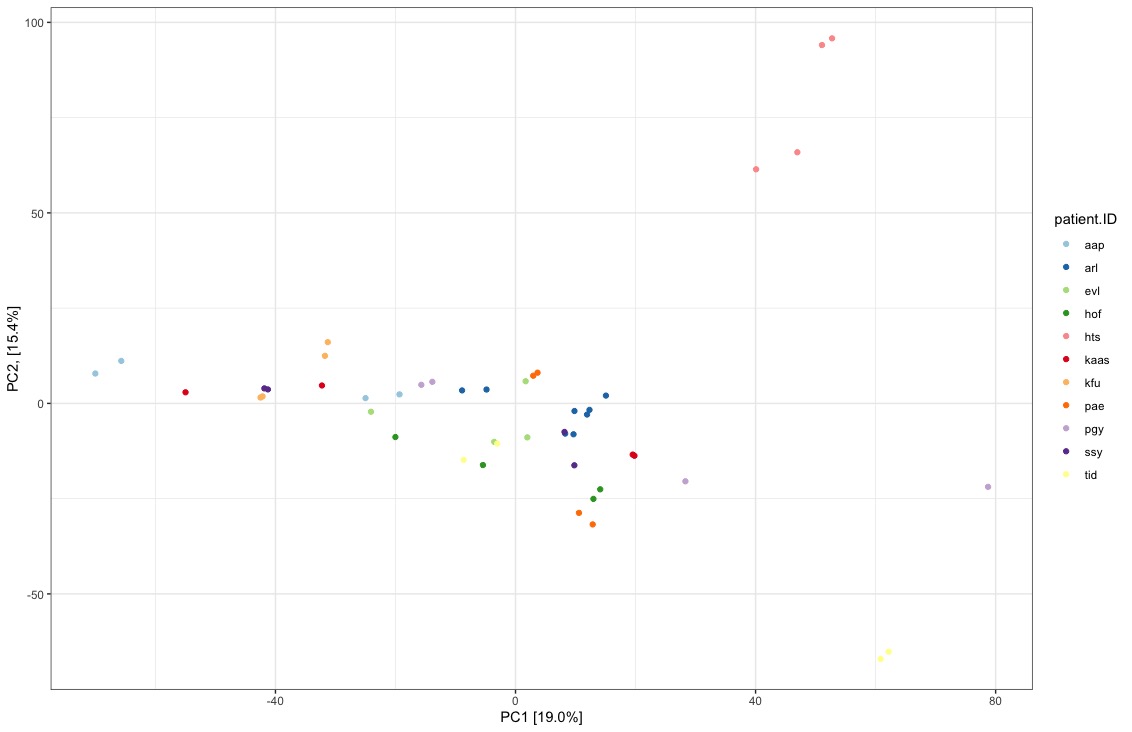 100
50
0
-50
PC2, [15.4%]
-40
0
40
80
PC1 [19.0%]
patient.ID
aap
arl
evl
hof
hts
kaas
kfu
pae
pgy
ssy
tid